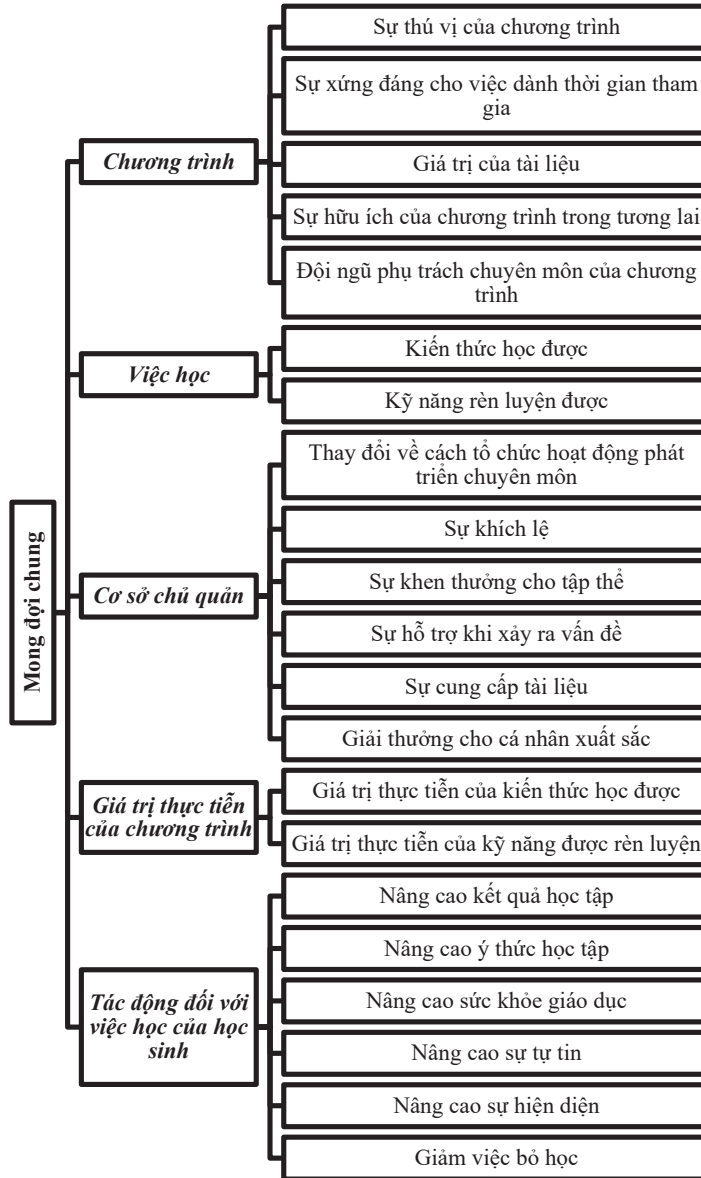 Mong đợi chung
Chương trình
Sự thú vị của chương trình
Sự xứng đáng cho việc dành thời gian tham
gia
Giá trị của tài liệu
Sự hữu ích của chương trình trong tương lai
Đội ngũ phụ trách chuyên môn của chương
trình
Việc học
Kiến thức học được
Kỹ năng rèn luyện được
Cơ sở chủ quản
Thay đổi về cách tổ chức hoạt động phát
triển chuyên môn
Sự khích lệ
Sự khen thưởng cho tập thể
Sự hỗ trợ khi xảy ra vấn đề
Sự cung cấp tài liệu
Giải thưởng cho cá nhân xuất sắc
Giá trị thực tiễn
của chương trình
Giá trị thực tiễn của kiến thức học được
Giá trị thực tiễn của kỹ năng được rèn luyện
Tác động đối với
việc học của học
sinh
Nâng cao kết quả học tập
Nâng cao ý thức học tập
Nâng cao sức khỏe giáo dục
Nâng cao sự tự tin
Nâng cao sự hiện diện
Giảm việc bỏ học